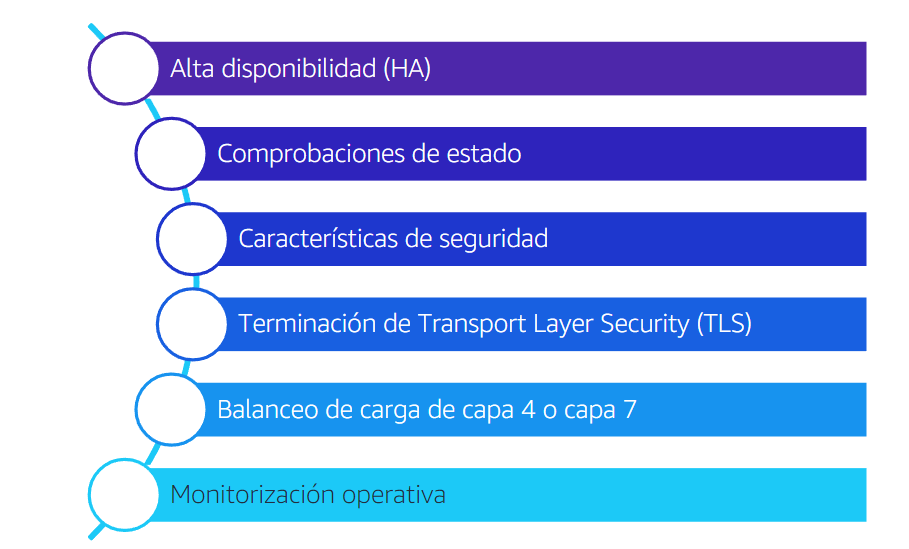 Alta disponibilidad (HA)
Comprobaciones de estado
Características de seguridad
Terminación de Transport Layer Security (TLS)
Balanceo de carga de capa 4 o capa 7
Monitorización operativa